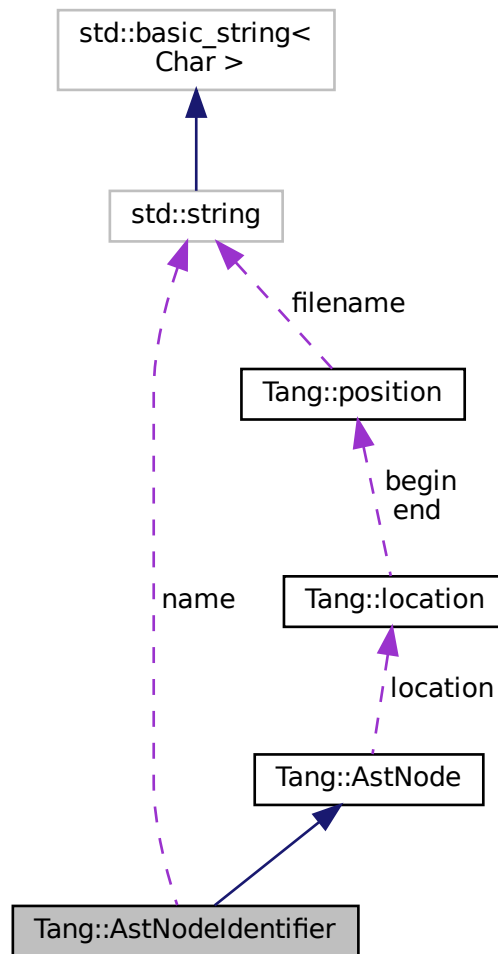 std::basic_string<
Char >
std::string
filename
Tang::position
begin
end
name
Tang::location
location
Tang::AstNode
Tang::AstNodeIdentifier